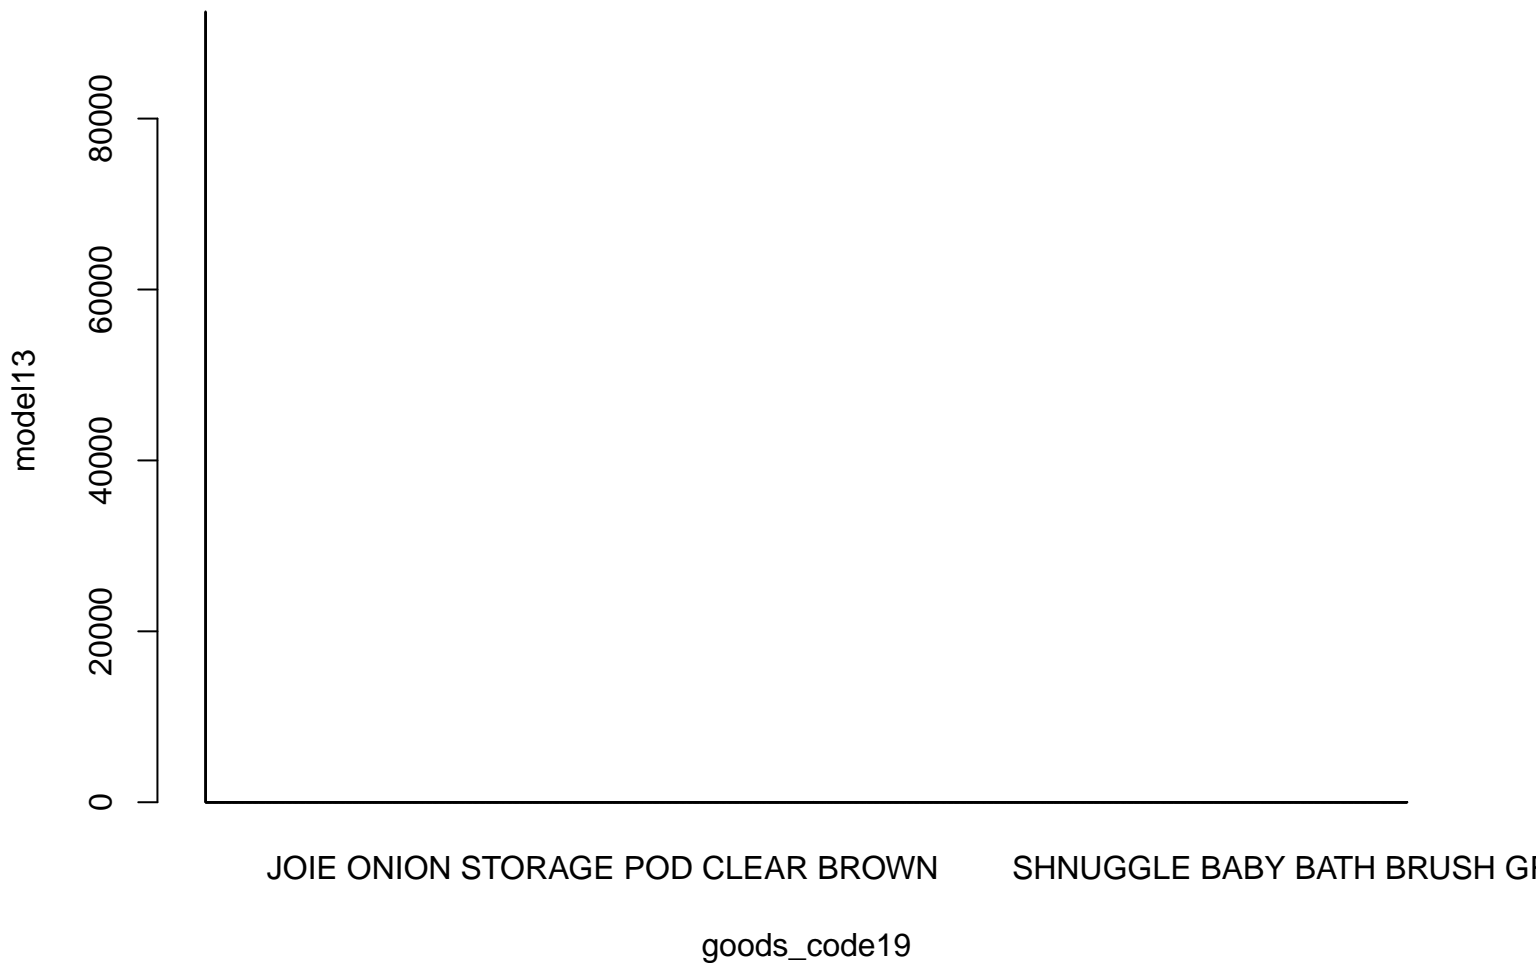 80000
60000
40000
20000
0
model13
JOIE ONION STORAGE POD CLEAR BROWN
SHNUGGLE BABY BATH BRUSH
goods_code19